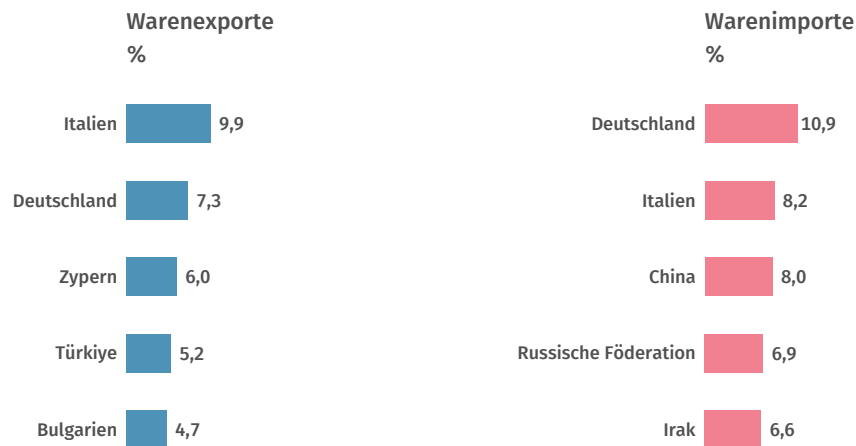 Warenexporte
%
Italien 9,9
Deutschland 7,3
Zypern 6,0
Türkiye 5,2
Bulgarien 4,7
Warenimporte
%
Deutschland 10,9
Italien 8,2
China 8,0
Russische Föderation 6,9
Irak 6,6